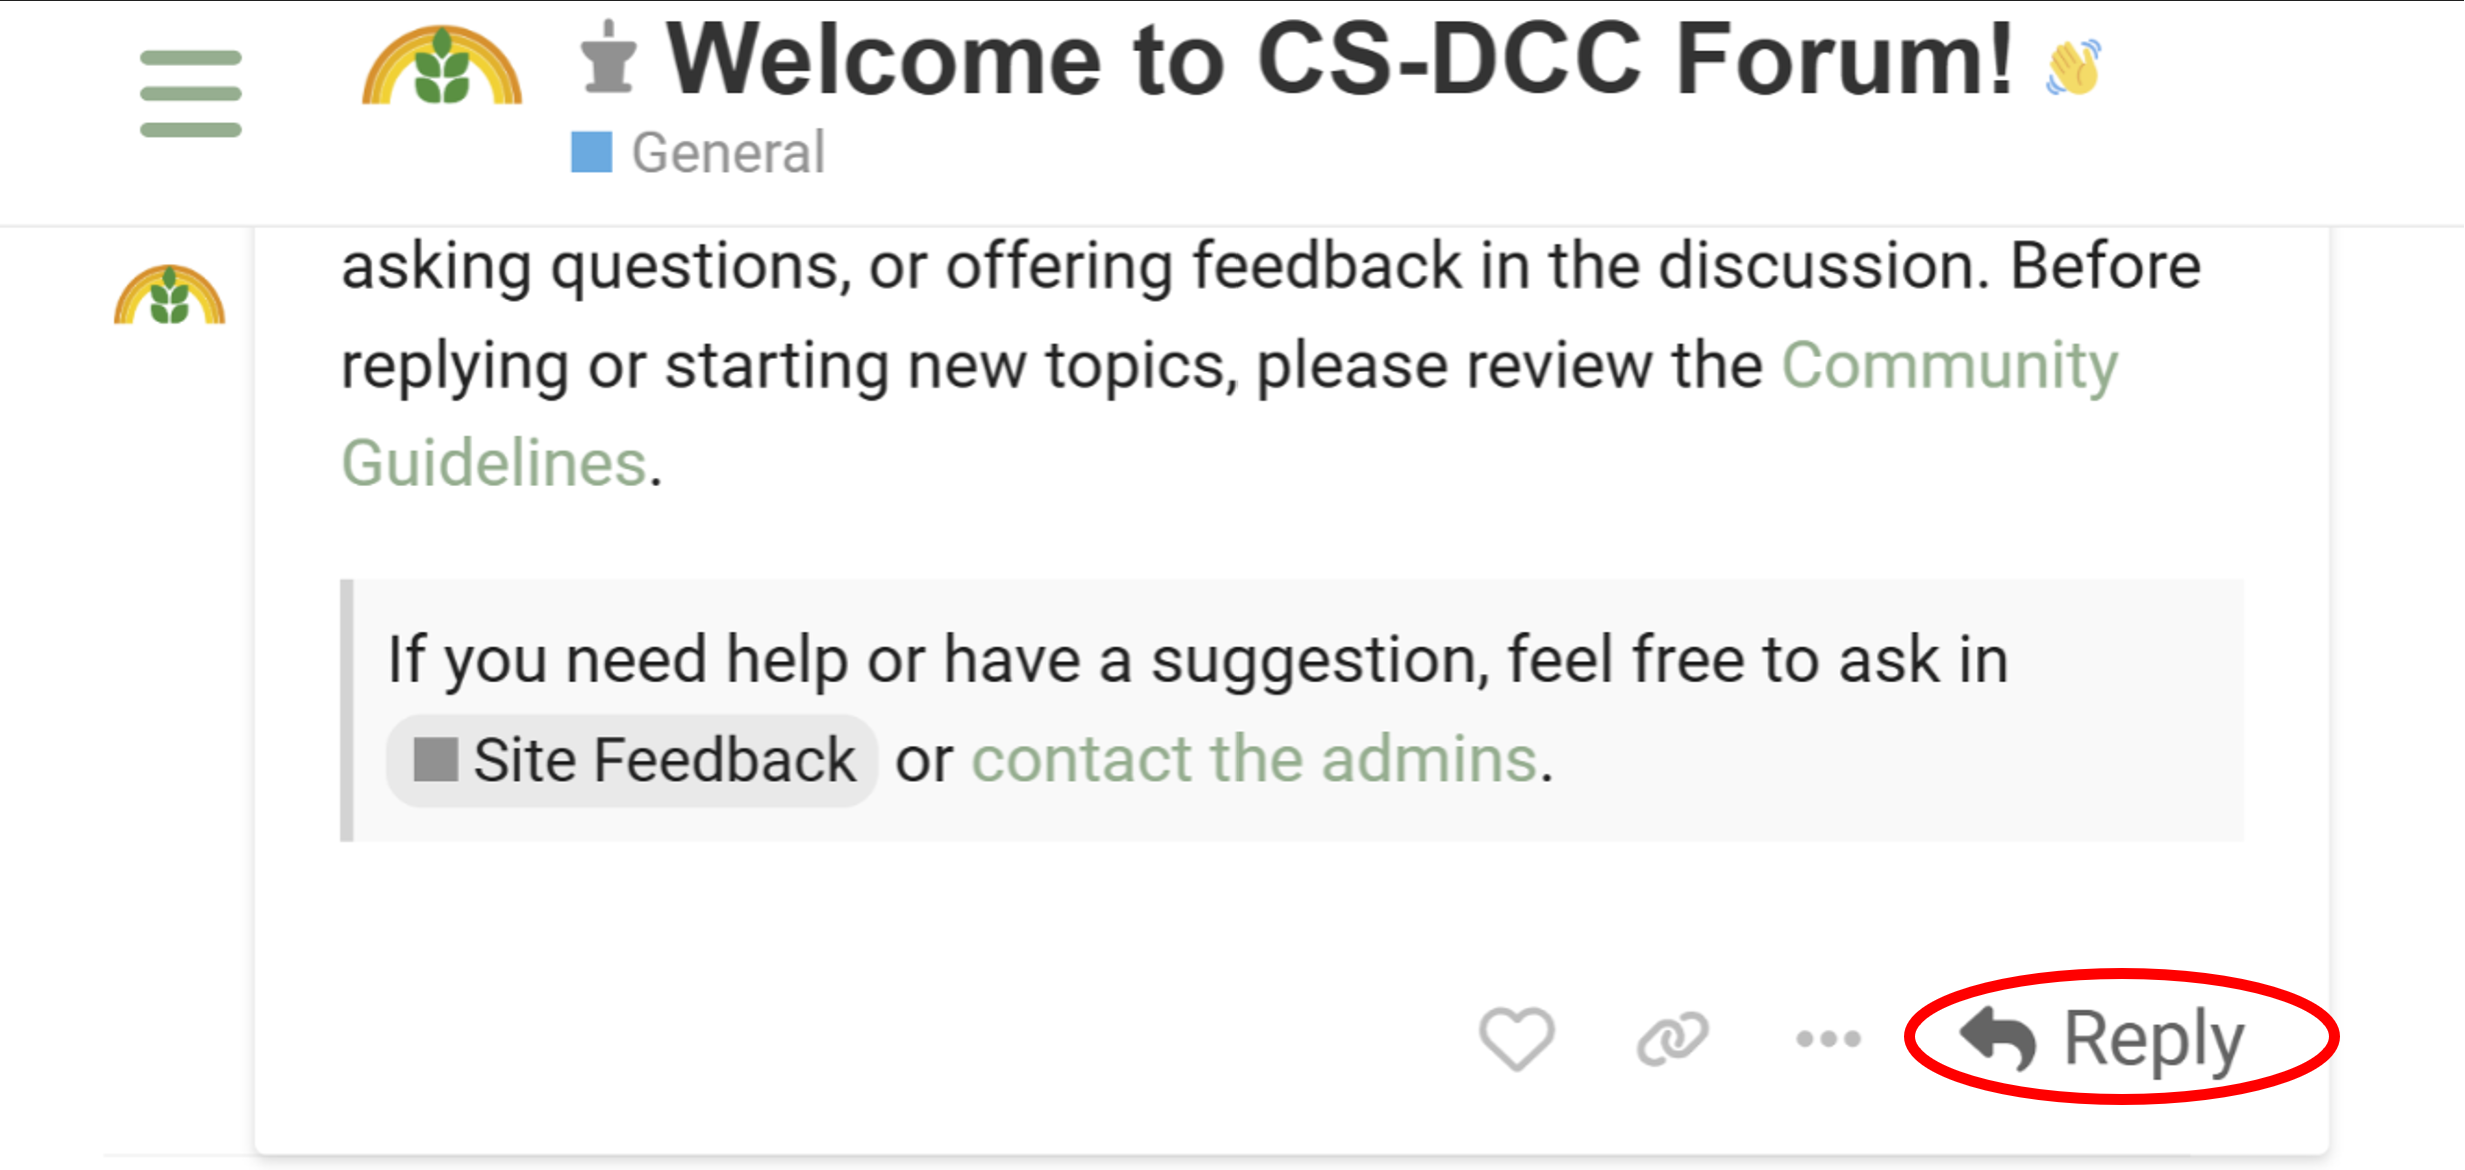 Welcome to CS-DCC Forum! 👋
General
asking questions, or offering feedback in the discussion. Before
replying or starting new topics, please review the Community
Guidelines.
If you need help or have a suggestion, feel free to ask in
Site Feedback or contact the admins.
Reply